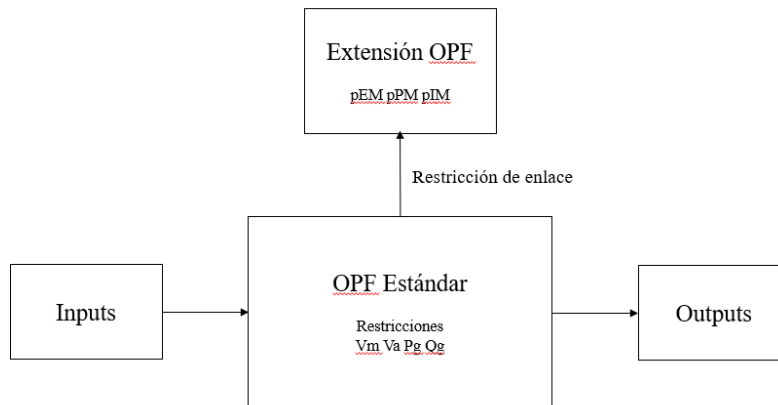 Extensión OPF
pEM pPM pIM
Restricción de enlace
Inputs
OPF Estándar
Restricciones
Vm Va Pg Qg
Outputs